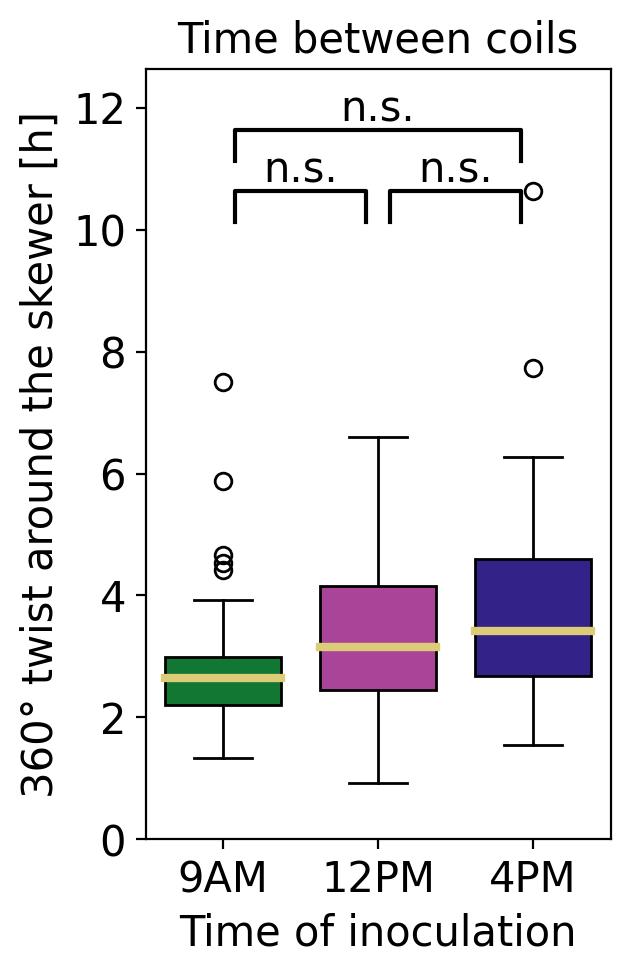 Time between coils
n.s.
n.s.
n.s.
360° twist around the skewer [h]
12
10
8
6
4
2
0
9AM
12PM
4PM
Time of inoculation